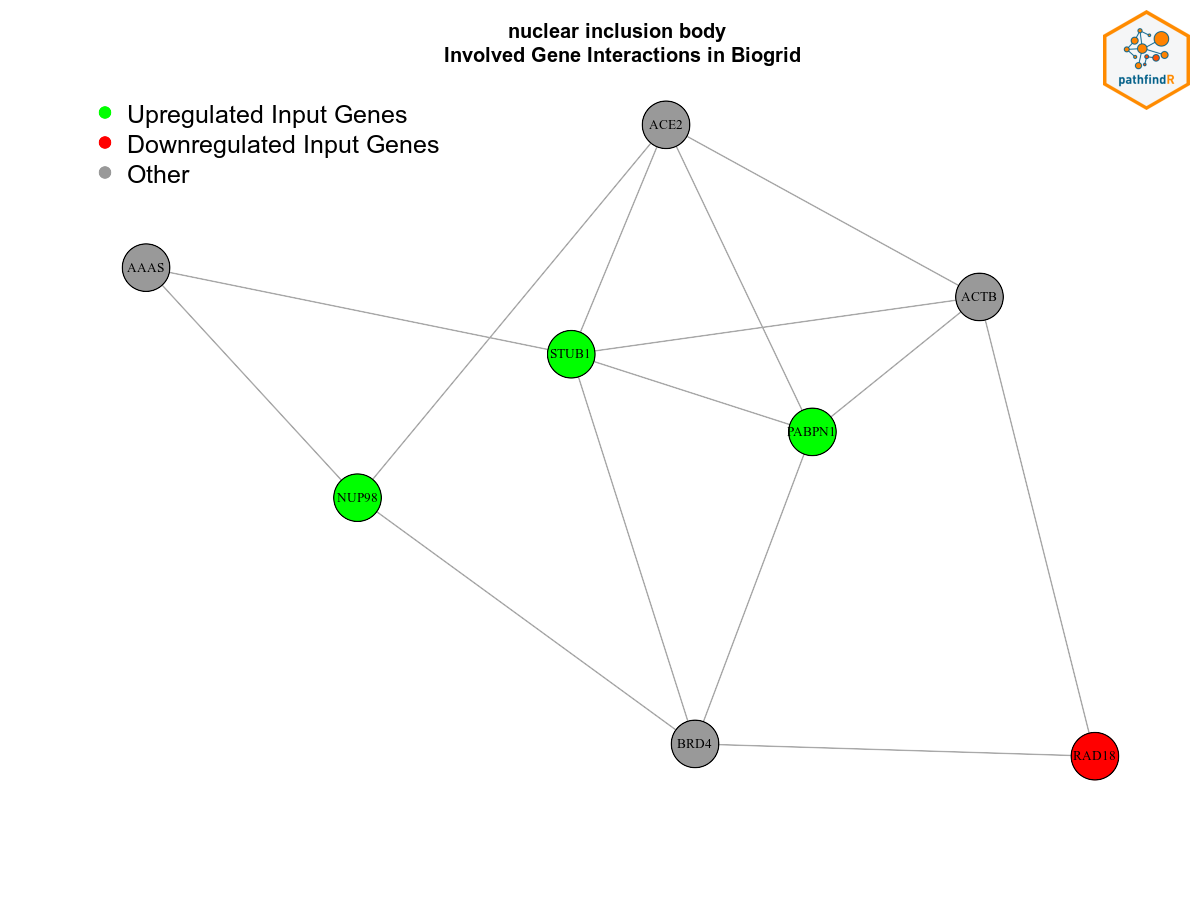 nuclear inclusion body
Involved Gene Interactions in Biogrid
pathfindR
Upregulated Input Genes
Downregulated Input Genes
Other
ACE2
AAAS
ACTB
STUB1
PABPN1
NUP98
BRD4
RAD18